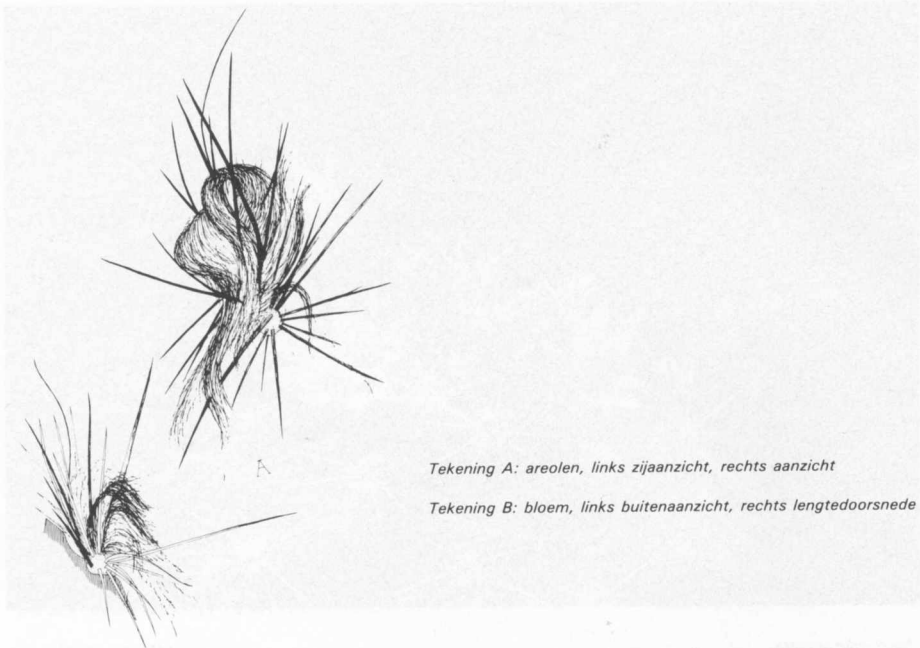 A
Tekening A: areolen, links zijaanzicht, rechts aanzicht
Tekening B: bloem, links buitenaanzicht, rechts lengtedoorsnede